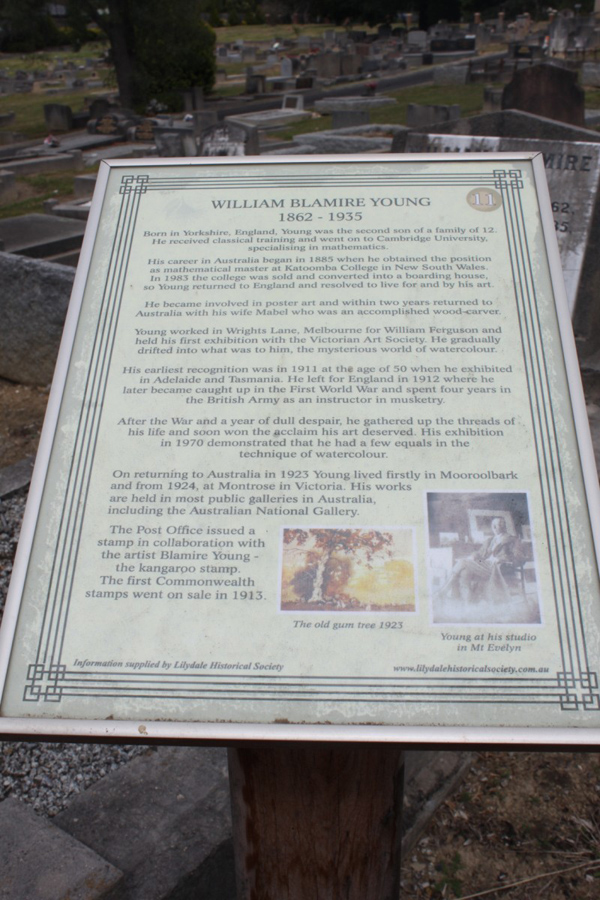 WILLIAM BLAMIRE YOUNG
1862 - 1935
11
Born in Yorkshire, England, Young was the second son of a family of 12.
He received classical training and went on to Cambridge University,
specialising in mathematics.
His career in Australia began in 1885 when he obtained the position
as mathematical master at Katoomba College in New South Wales.
In 1983 the college was sold and converted into a boarding house,
so Young returned to England and resolved to live for and by his art.
He became involved in poster art and within two years returned to
Australia with his wife Mabel who was an accomplished wood-carver.
Young worked in Wrights Lane, Melbourne for William Ferguson and
held his first exhibition with the Victorian Art Society. He gradually
drifted into what was to him, the mysterious world of watercolour.
His earliest recognition was in 1911 at the age of 50 when he exhibited
in Adelaide and Tasmania. He left for England in 1912 where he
later became caught up in the First World War and spent four years in
the British Army as an instructor in musketry.
After the War and a year of dull despair, he gathered up the threads of
his life and soon won the acclaim his art deserved. His exhibition
in 1970 demonstrated that he had a few equals in the
technique of watercolour.
On returning to Australia in 1923 Young lived firstly in Mooroolbark
and from 1924, at Montrose in Victoria. His works
are held in most public galleries in Australia,
including the Australian National Gallery.
The Post Office issued a
stamp in collaboration with
the artist Blamire Young -
the kangaroo stamp.
The first Commonwealth
stamps went on sale in 1913.
The old gum tree 1923
Young at his studio
in Mt Evelyn
Information supplied by Lilydale Historical Society
www.lilydalehistoricalsociety.com.au